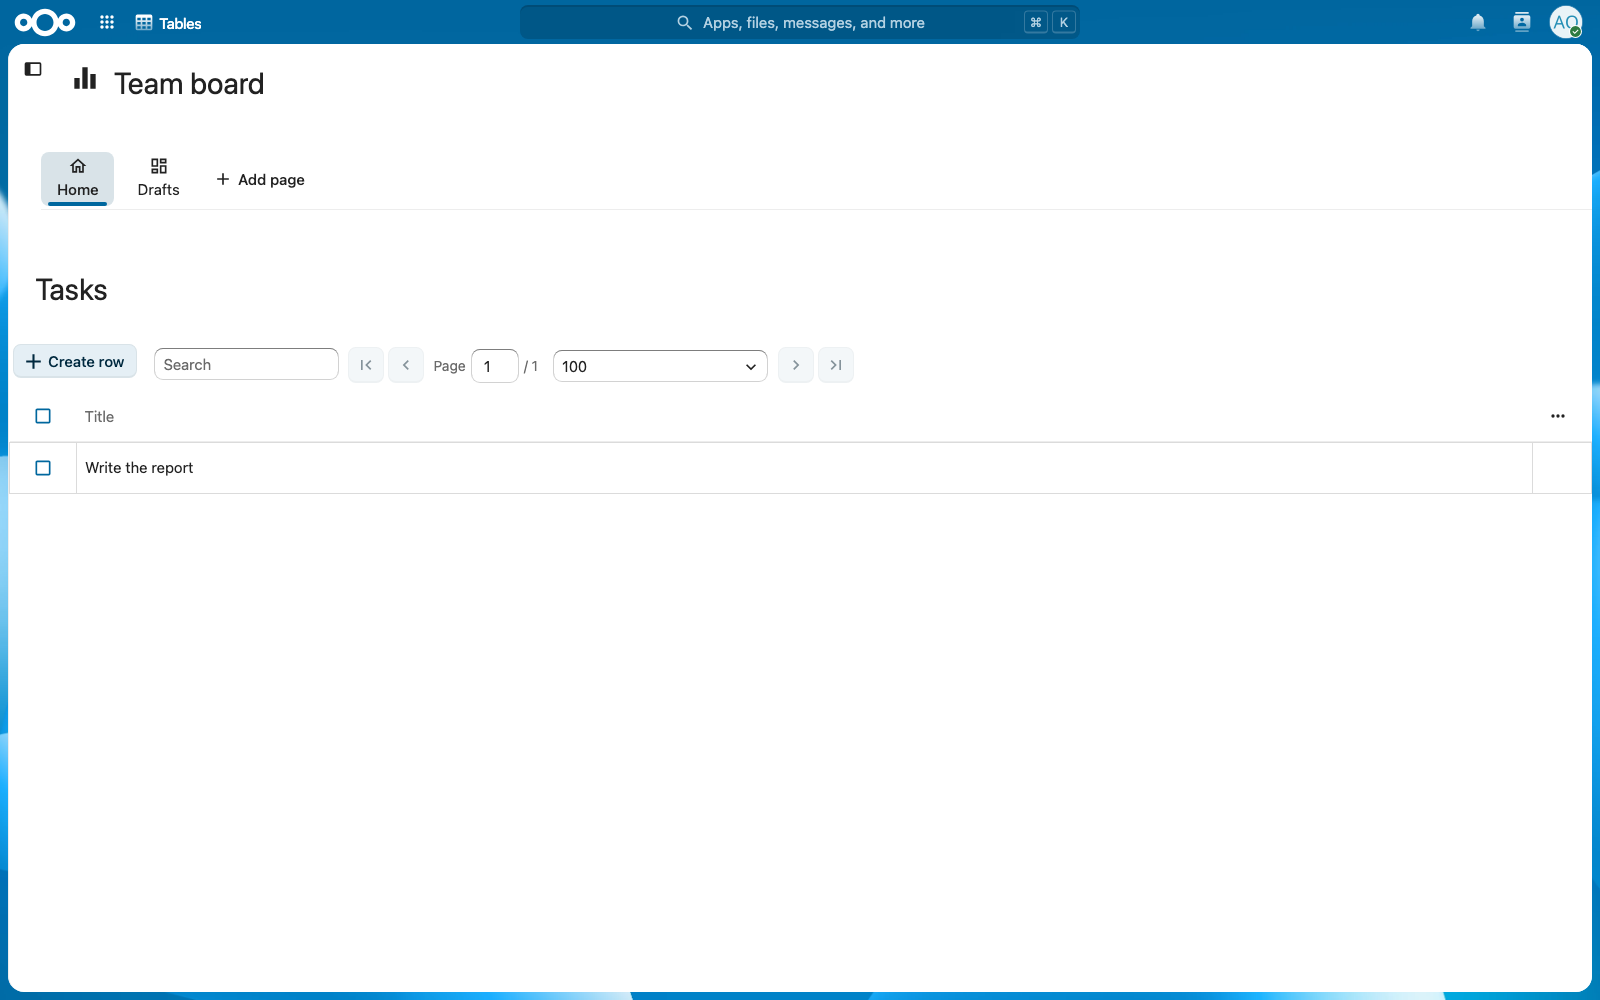 Tables
Apps, files, messages, and more
⌘ K
AO
Team board
Home
Drafts
Add page
Tasks
Create row
Search
Page 1 / 1
100
Title
Write the report